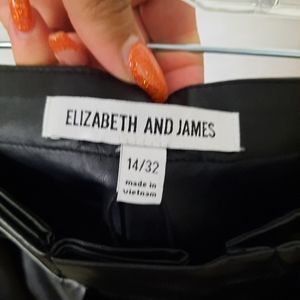 ELIZABETH AND JAMES
14/32
made in
vietnam